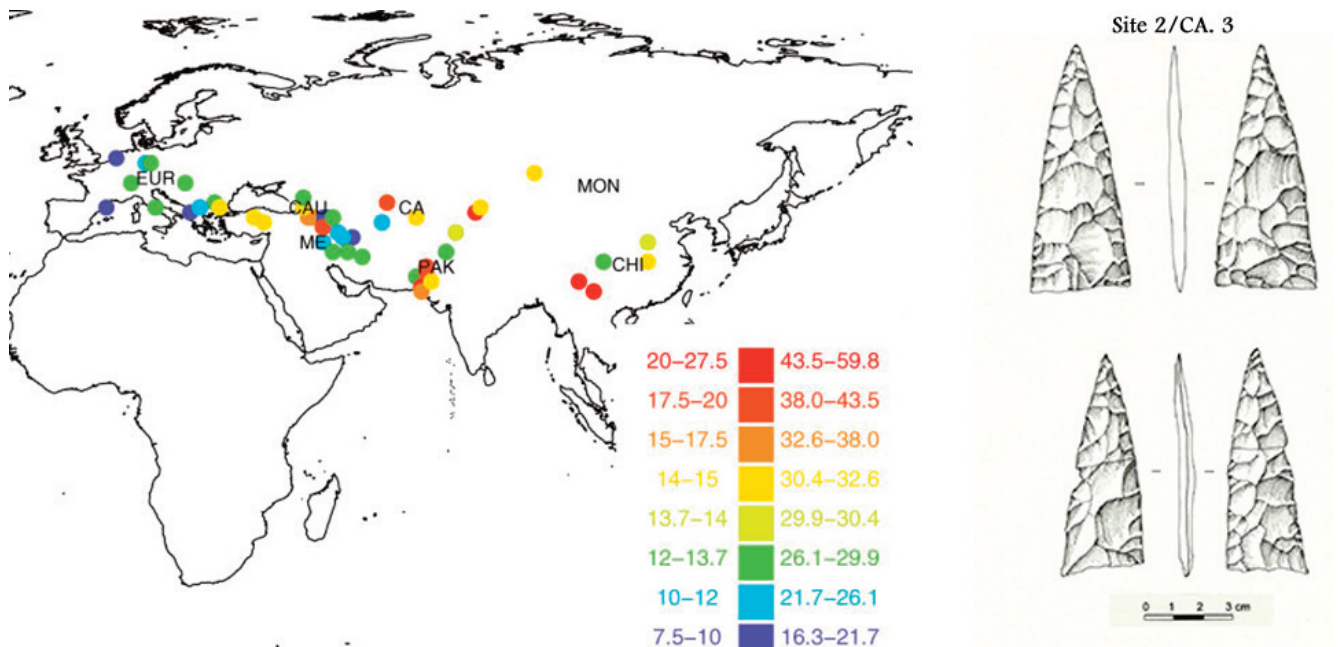 EUR
CAU
CA
MON
ME
PAK
CHI
20–27.5 43.5–59.8
17.5–20 38.0–43.5
15–17.5 32.6–38.0
14–15 30.4–32.6
13.7–14 29.9–30.4
12–13.7 26.1–29.9
10–12 21.7–26.1
7.5–10 16.3–21.7
Site 2/CA. 3
0 1 2 3 cm